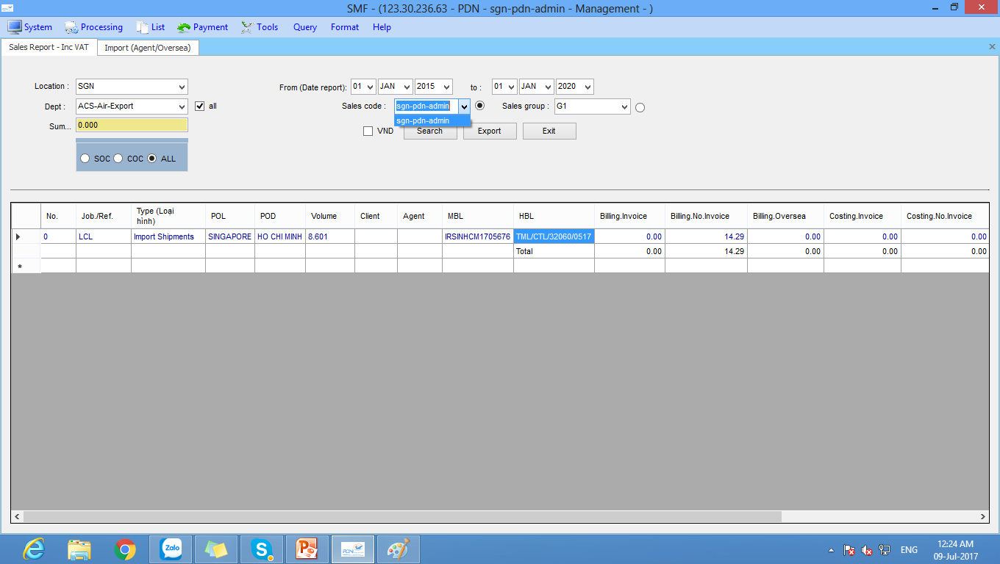 SMF - (123.30.236.63 - PDN - sgn-pdn-admin - Management - )
System Processing List Payment Tools Query Format Help
Sales Report - Inc VAT Import (Agent/Oversea)
Location : SGN From (Date report): 01 JAN 2015 to : 01 JAN 2020
Dept : ACS-Air-Export all Sales code : sgn-pdn-admin Sales group : G1
sgn-pdn-admin
Sum... 0.000 VND Search Export Exit
SOC COC ALL
No. Job./Ref. Type (Loại hình) POL POD Volume Client Agent MBL HBL Billing.Invoice Billing.No.Invoice Billing.Oversea Costing.Invoice Costing.No.Invoice
0 LCL Import Shipments SINGAPORE HO CHI MINH 8.601 IRSINHCM1705676 TML/CTL/32060/0517 0.00 14.29 0.00 0.00 0.00
Total 0.00 14.29 0.00 0.00 0.00
Zalo PDN ENG 12:24 AM
09-Jul-2017